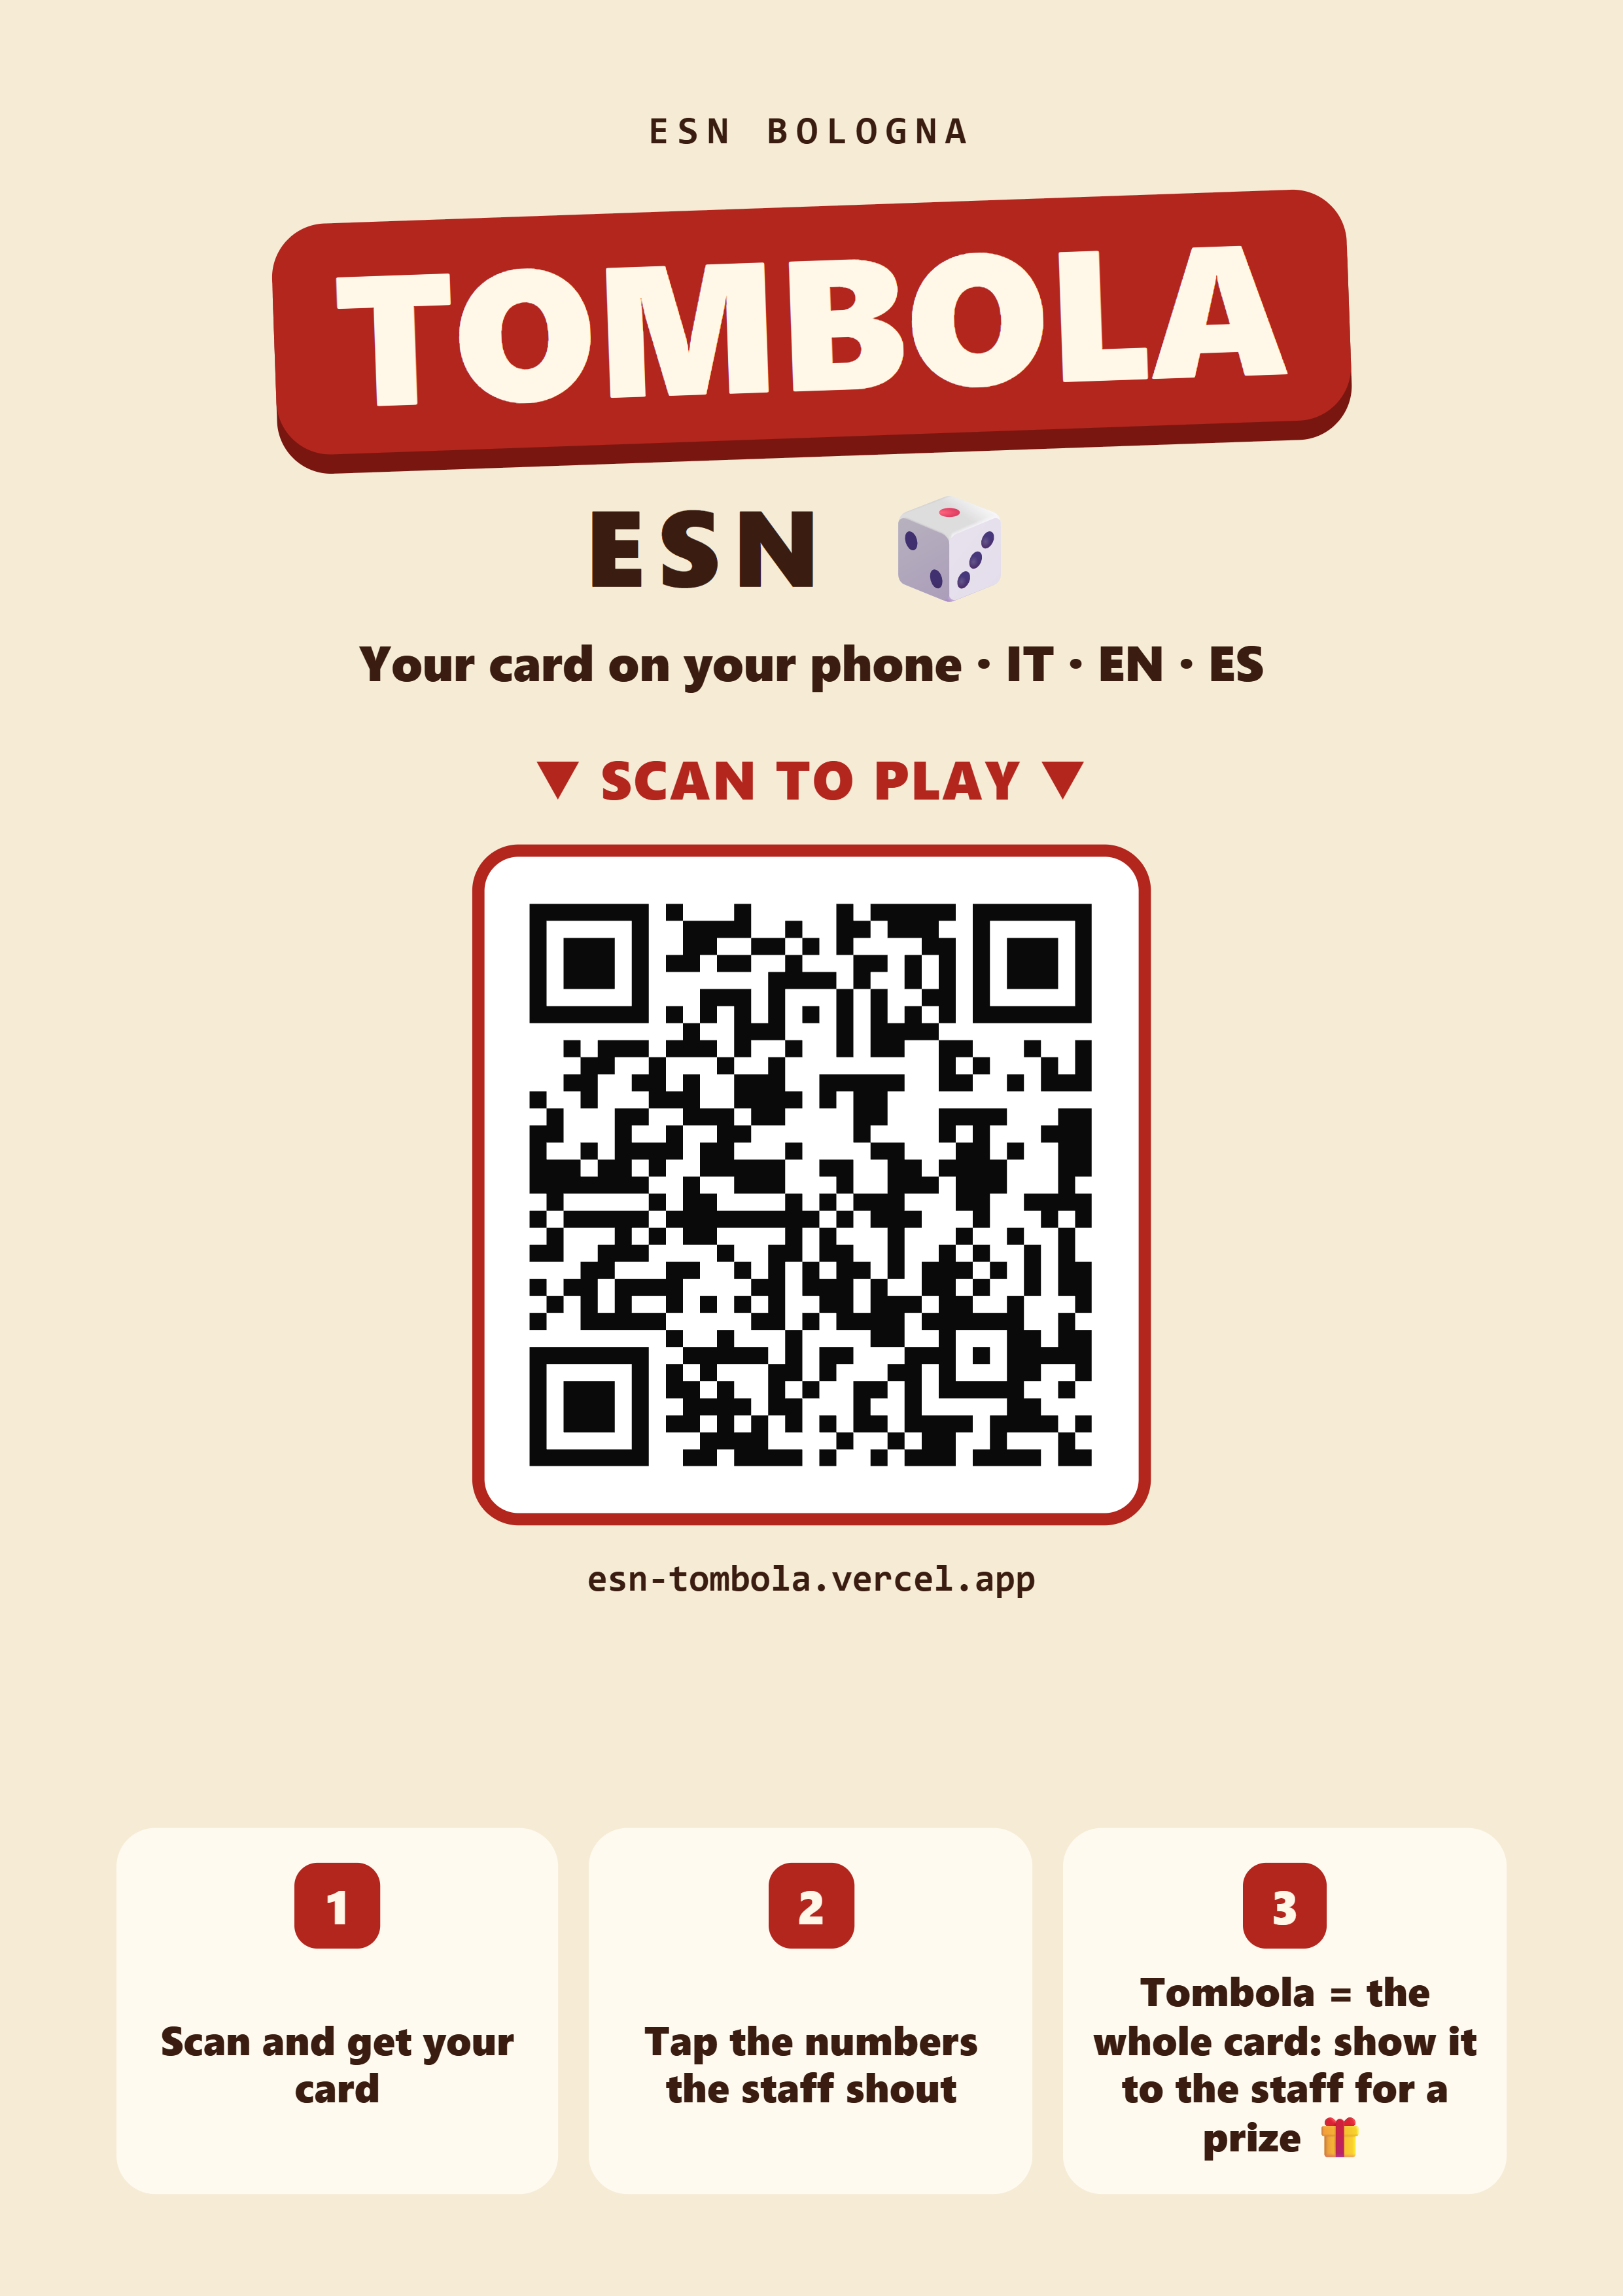 ESN BOLOGNA
TOMBOLA
ESN
Your card on your phone · IT · EN · ES
▼ SCAN TO PLAY ▼
esn-tombola.vercel.app
1
Scan and get your
card
2
Tap the numbers
the staff shout
3
Tombola = the
whole card: show it
to the staff for a
prize 🎁